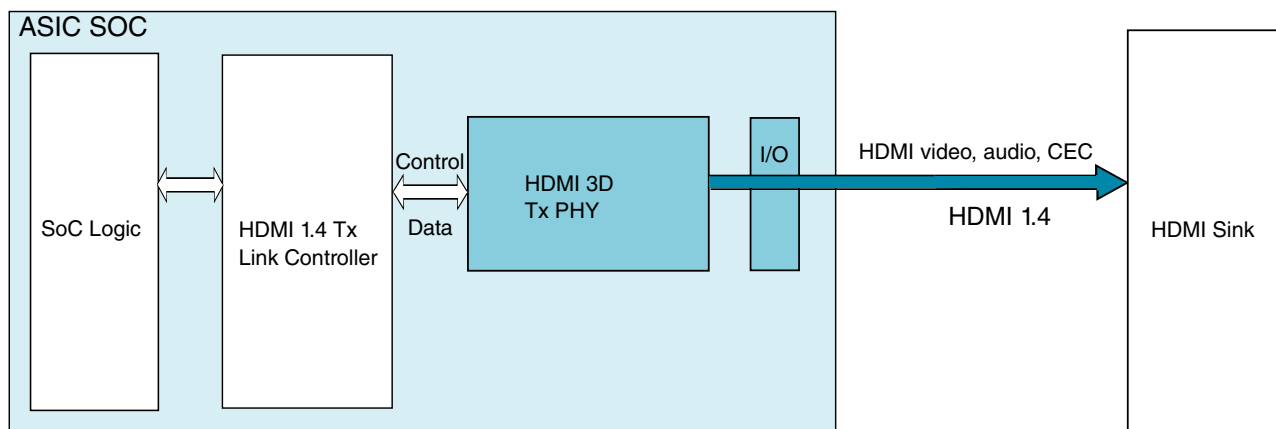 ASIC SOC
SoC Logic
HDMI 1.4 Tx
Link Controller
Control
Data
HDMI 3D
Tx PHY
I/O
HDMI video, audio, CEC
HDMI 1.4
HDMI Sink